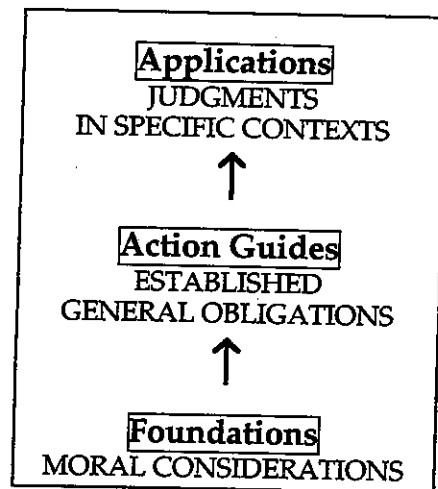 Applications
JUDGMENTS
IN SPECIFIC CONTEXTS
Action Guides
ESTABLISHED
GENERAL OBLIGATIONS
Foundations
MORAL CONSIDERATIONS